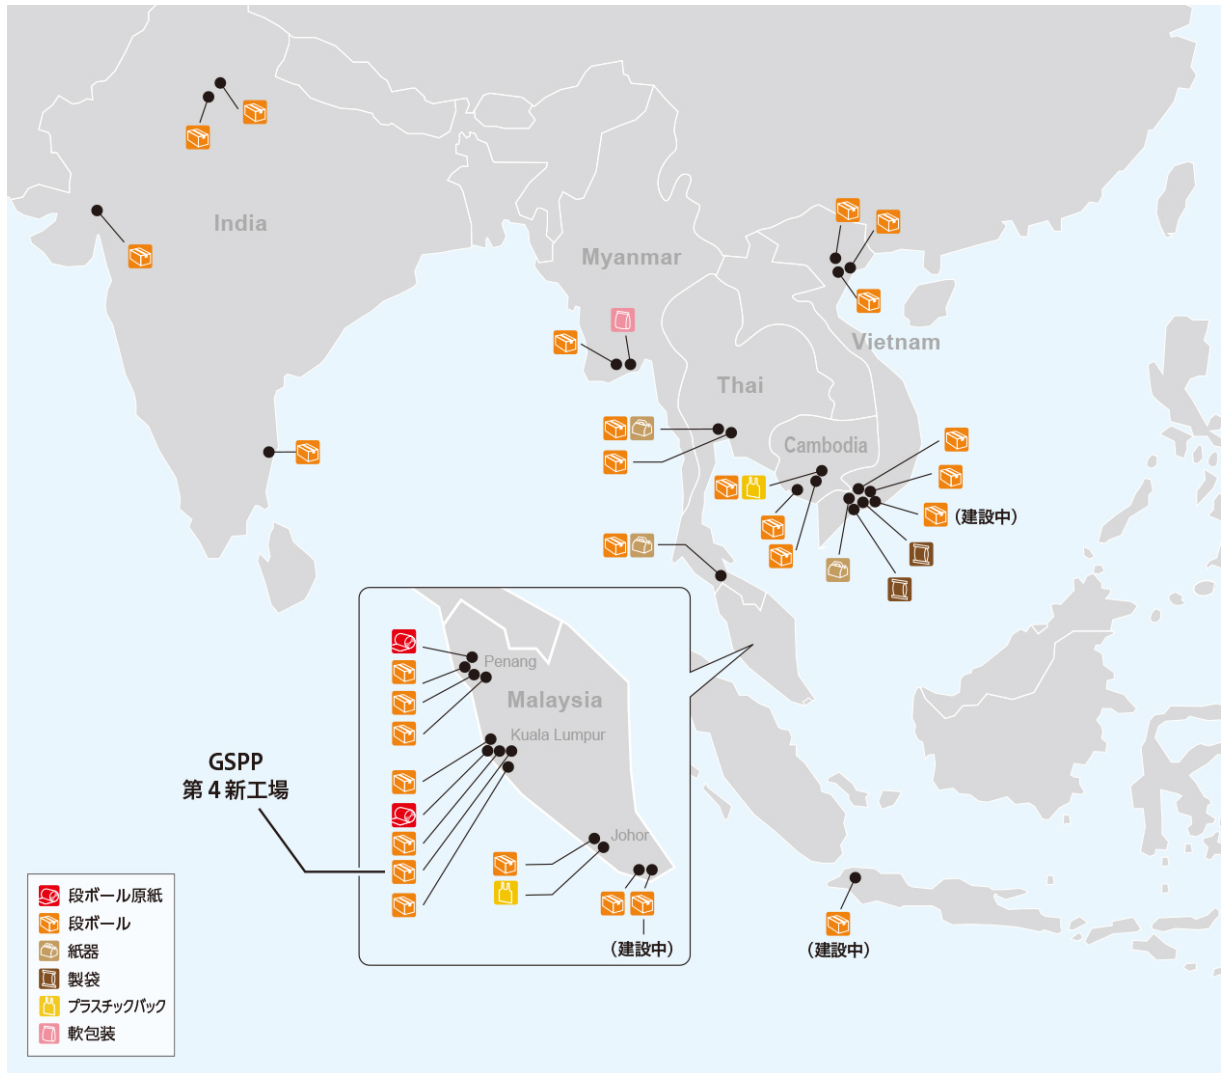 India
Myanmar
Vietnam
Thai
Cambodia
(建設中)
Penang
Malaysia
Kuala Lumpur
GSPP
第4新工場
Johor
(建設中)
(建設中)
段ボール原紙
段ボール
紙器
製袋
プラスチックバック
軟包装